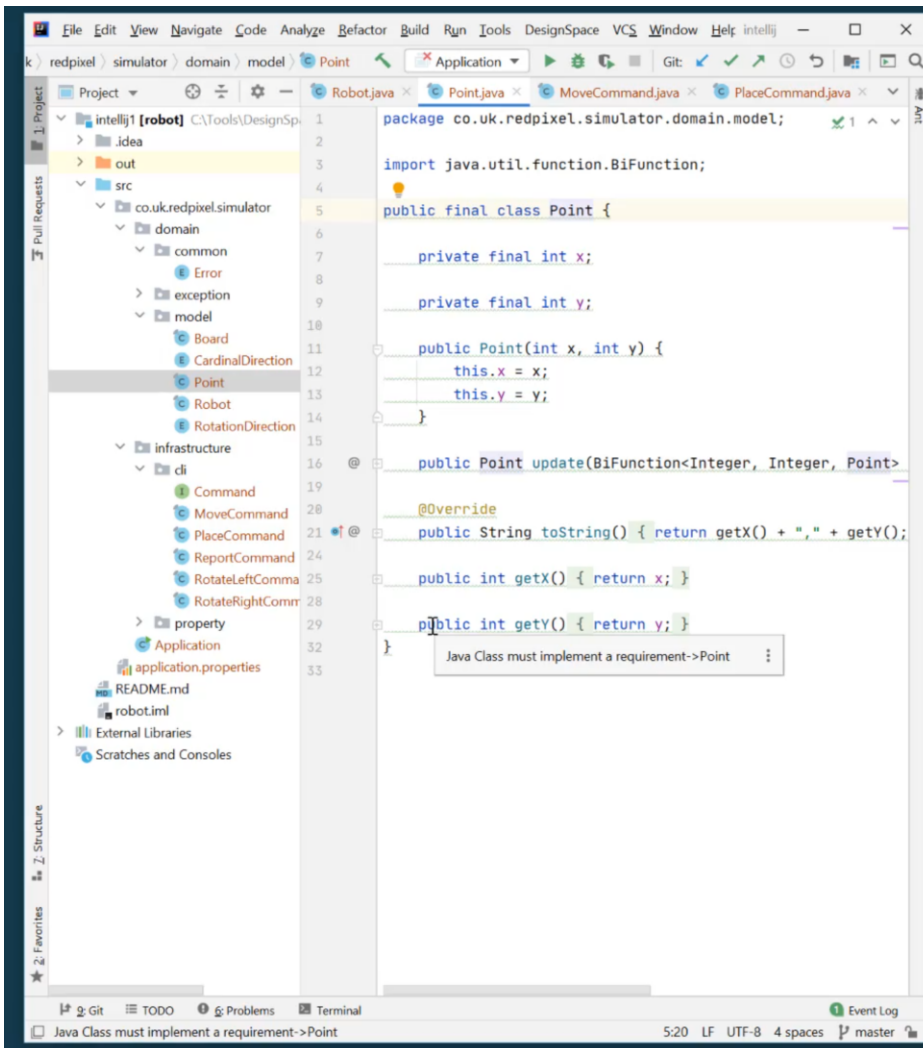 File Edit View Navigate Code Analyze Refactor Build Run Tools DesignSpace VCS Window Help intellij
k redpixel simulator domain model Point Application Git:
Project
Robot.java Point.java MoveCommand.java PlaceCommand.java
1: Project
Pull Requests
Z: Structure
2: Favorites
Ant
intellij1 [robot] C:\Tools\DesignSp
.idea
out
src
co.uk.redpixel.simulator
domain
common
Error
exception
model
Board
CardinalDirection
Point
Robot
RotationDirection
infrastructure
cli
Command
MoveCommand
PlaceCommand
ReportCommand
RotateLeftComma
RotateRightComm
property
Application
application.properties
README.md
robot.iml
External Libraries
Scratches and Consoles
1 package co.uk.redpixel.simulator.domain.model; 1
2
3 import java.util.function.BiFunction;
4
5 public final class Point {
6
7 private final int x;
8
9 private final int y;
10
11 public Point(int x, int y) {
12 this.x = x;
13 this.y = y;
14 }
15
16 @ public Point update(BiFunction<Integer, Integer, Point>
19
20 @Override
21 @ public String toString() { return getX() + "," + getY();
24
25 public int getX() { return x; }
28
29 public int getY() { return y; }
32 }
33
Java Class must implement a requirement->Point
9: Git TODO 6: Problems Terminal 1 Event Log
Java Class must implement a requirement->Point 5:20 LF UTF-8 4 spaces master